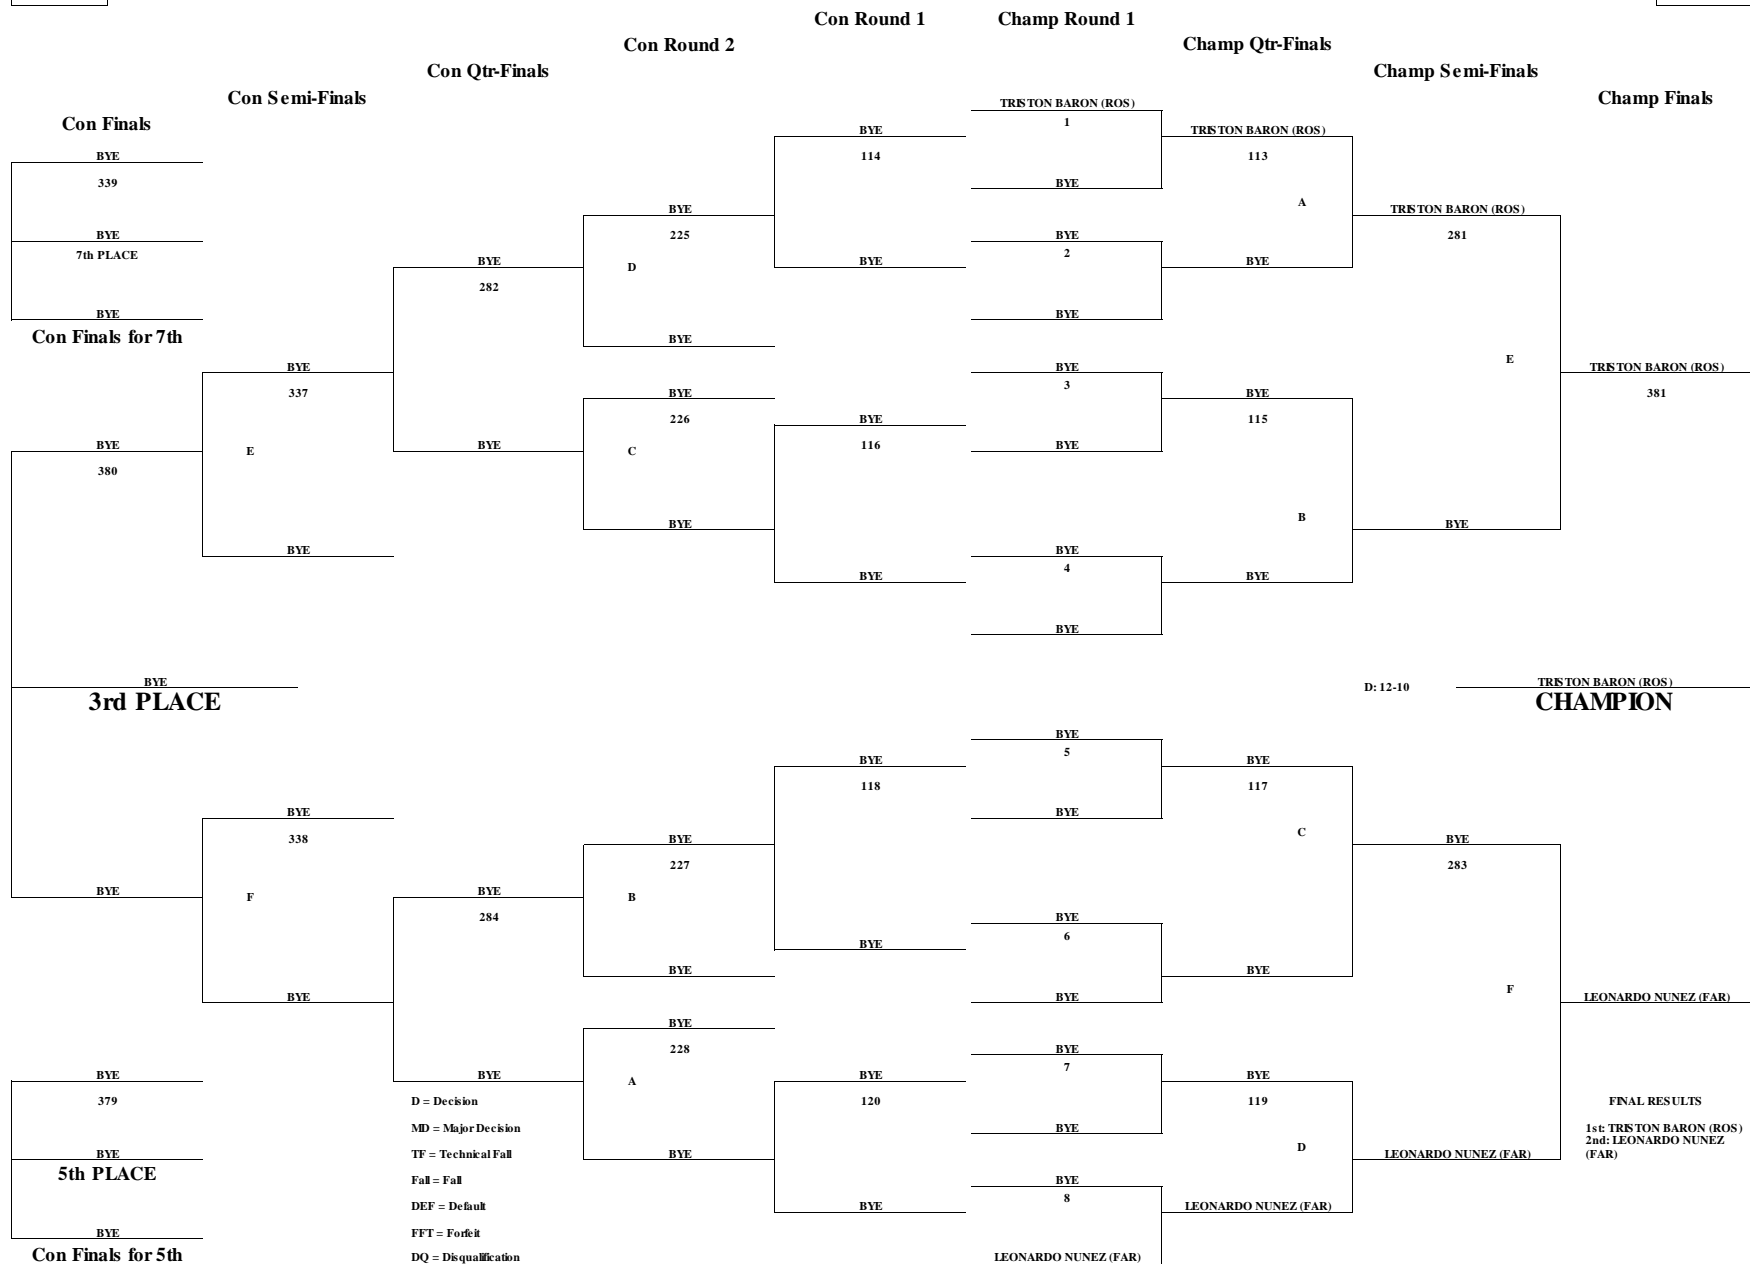 Con Round 1
Champ Round 1
Con Round 2
Champ Qtr-Finals
Con Qtr-Finals
Champ Semi-Finals
Con Semi-Finals
Champ Finals
TRISTON BARON (ROS)
Con Finals
1
BYE
TRISTON BARON (ROS)
BYE
114
113
339
BYE
A
BYE
TRISTON BARON (ROS)
BYE
BYE
225
281
7th PLACE
2
BYE
BYE
BYE
D
282
BYE
BYE
Con Finals for 7th
BYE
E
BYE
BYE
TRISTON BARON (ROS)
3
337
381
BYE
BYE
226
BYE
115
BYE
BYE
116
BYE
E
C
380
B
BYE
BYE
BYE
BYE
4
BYE
BYE
BYE
BYE
TRISTON BARON (ROS)
D: 12-10
3rd PLACE
CHAMPION
BYE
5
BYE
BYE
118
117
BYE
BYE
C
338
BYE
BYE
227
283
BYE
F
BYE
B
284
BYE
6
BYE
BYE
BYE
F
BYE
BYE
LEONARDO NUNEZ (FAR)
BYE
228
BYE
7
BYE
BYE
A
BYE
BYE
379
D = Decision
120
119
FINAL RESULTS
MD = Major Decision
BYE
1st: TRISTON BARON (ROS)
2nd: LEONARDO NUNEZ
(FAR)
D
BYE
TF = Technical Fall
BYE
LEONARDO NUNEZ (FAR)
5th PLACE
Fall = Fall
BYE
8
DEF = Default
BYE
LEONARDO NUNEZ (FAR)
BYE
FFT = Forfeit
Con Finals for 5th
DQ = Disqualification
LEONARDO NUNEZ (FAR)